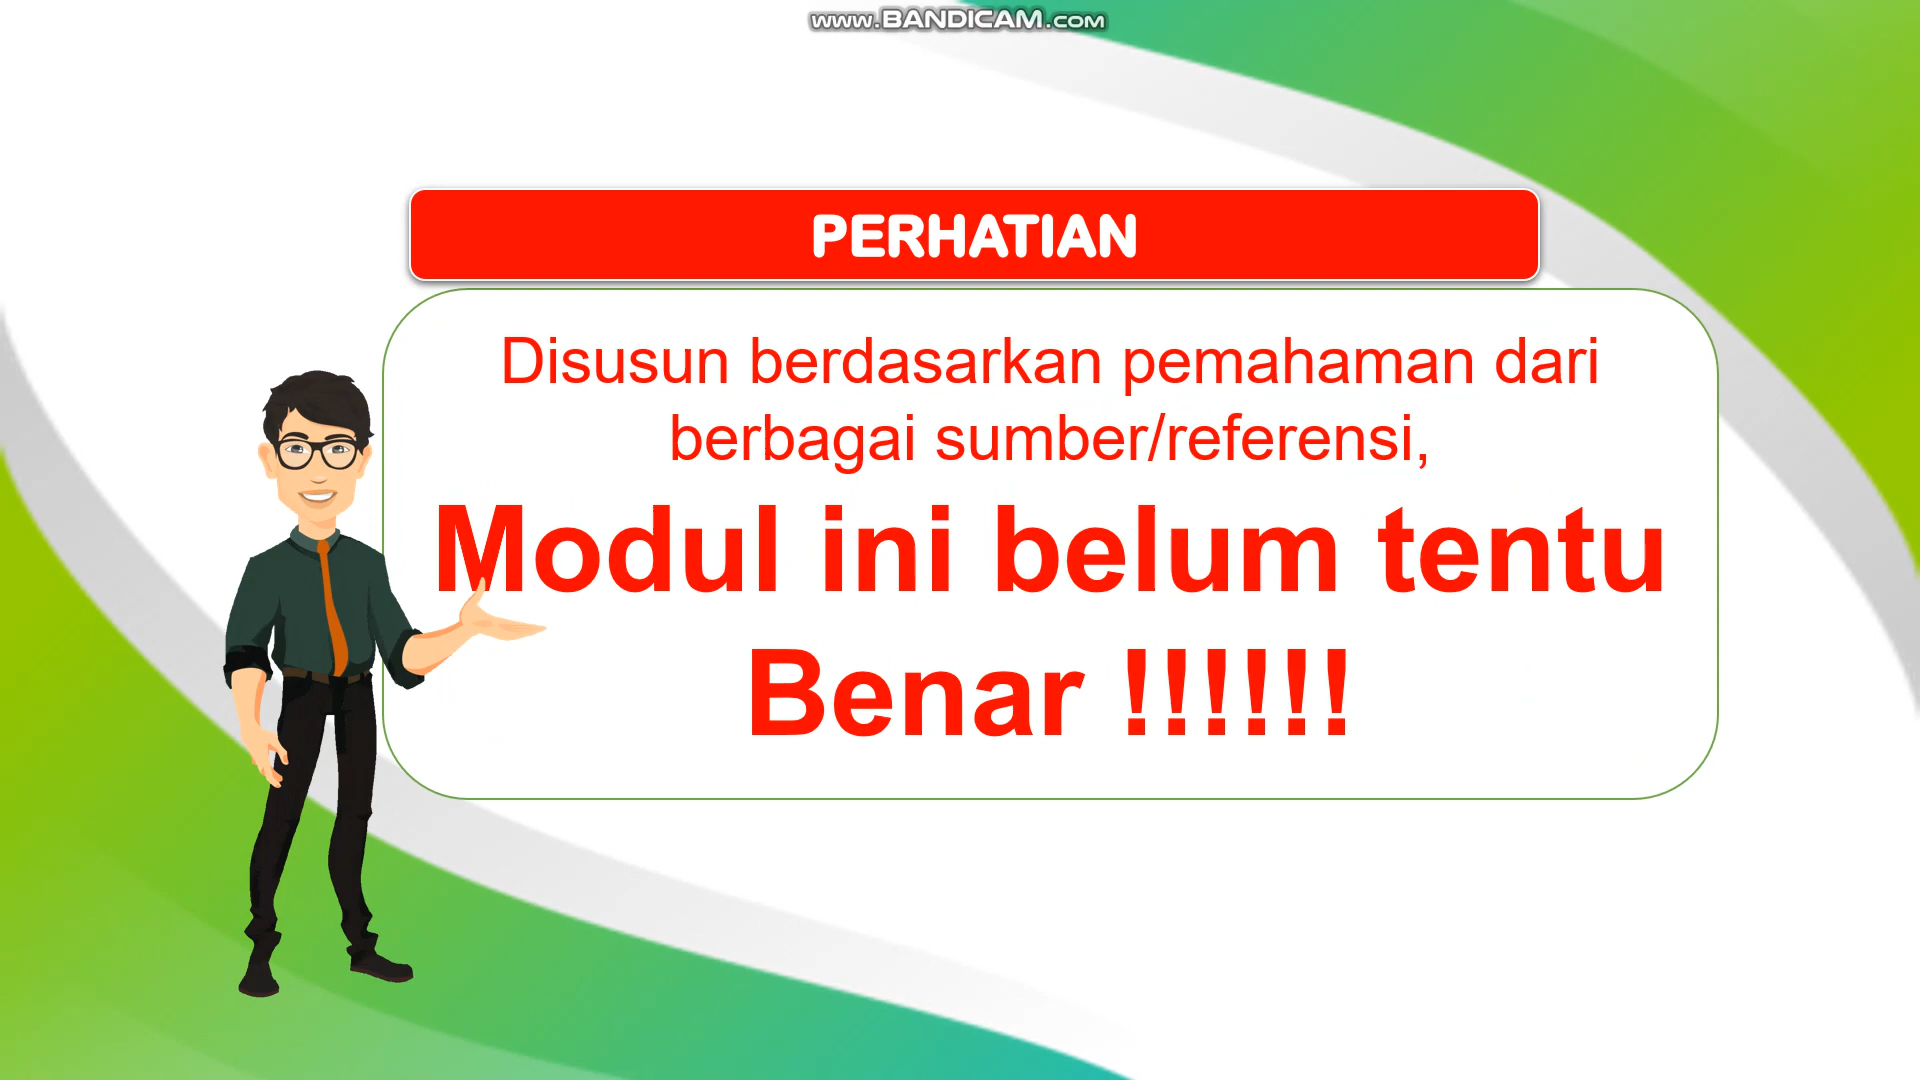 www.BANDICAM.com
PERHATIAN
Disusun berdasarkan pemahaman dari
berbagai sumber/referensi,
Modul ini belum tentu
Benar !!!!!!